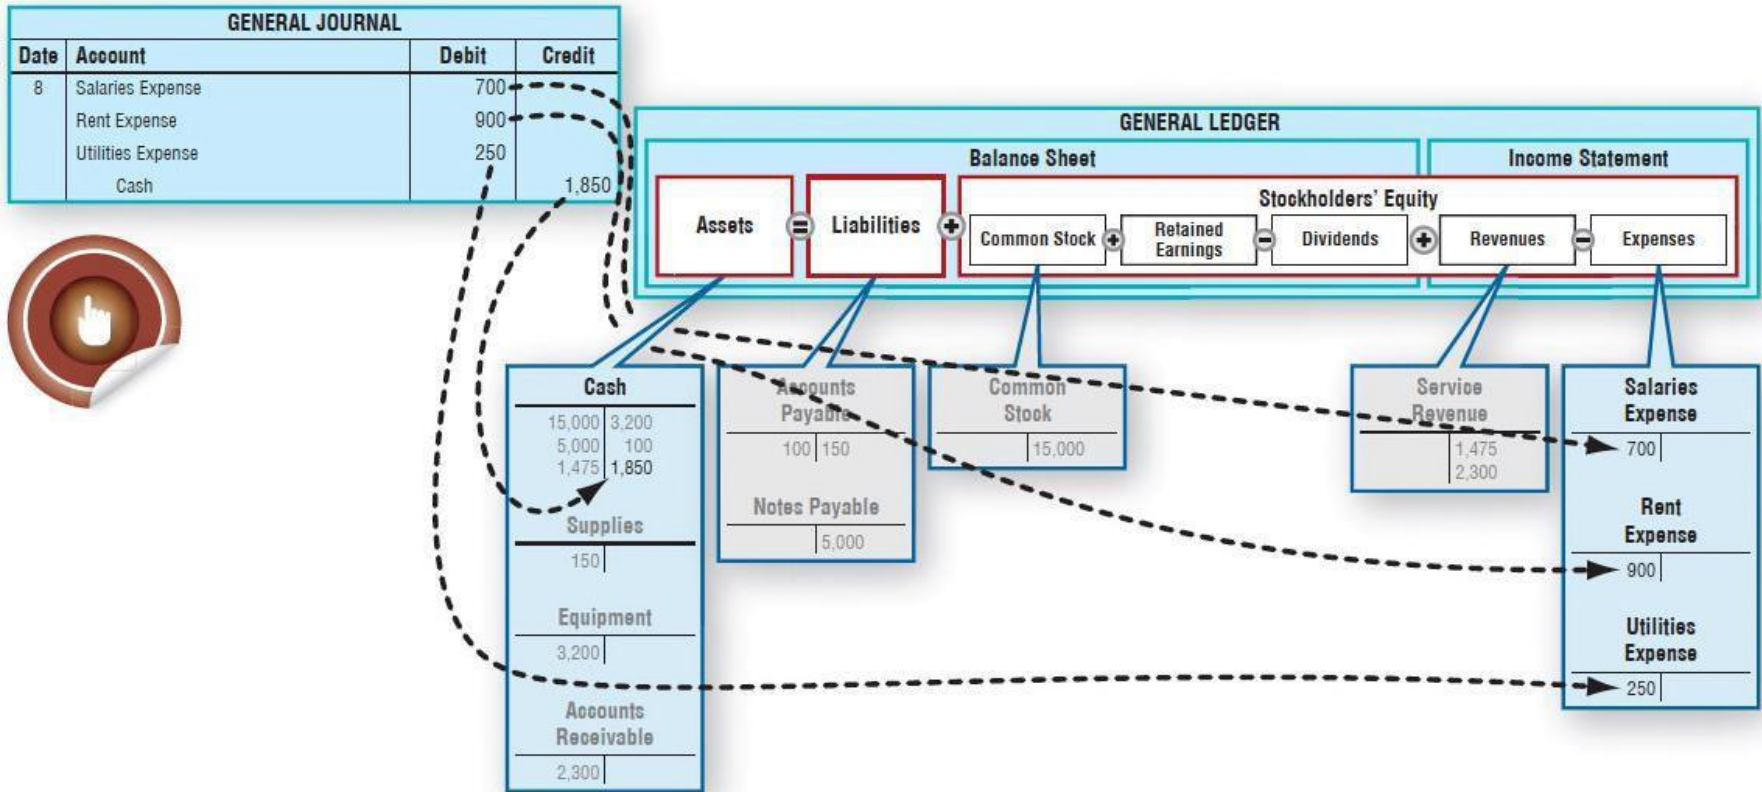 GENERAL JOURNAL
Date Account Debit Credit
8 Salaries Expense 700
Rent Expense 900
Utilities Expense 250
Cash 1,850
GENERAL LEDGER
Balance Sheet Income Statement
Stockholders' Equity
Assets = Liabilities + Common Stock + Retained Earnings − Dividends + Revenues − Expenses
Cash
15,000 3,200
5,000 100
1,475 1,850
Supplies
150
Equipment
3,200
Accounts
Receivable
2,300
Accounts
Payable
100 150
Notes Payable
5,000
Common
Stock
15,000
Service
Revenue
1,475
2,300
Salaries
Expense
700
Rent
Expense
900
Utilities
Expense
250